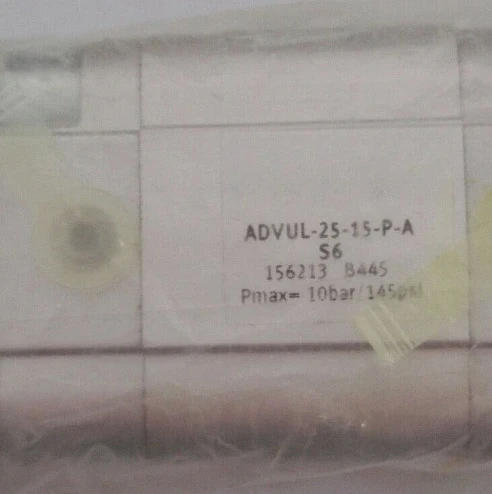 ADVUL-25-15-P-A
S6
156213 B445
Pmax= 10bar/145psi